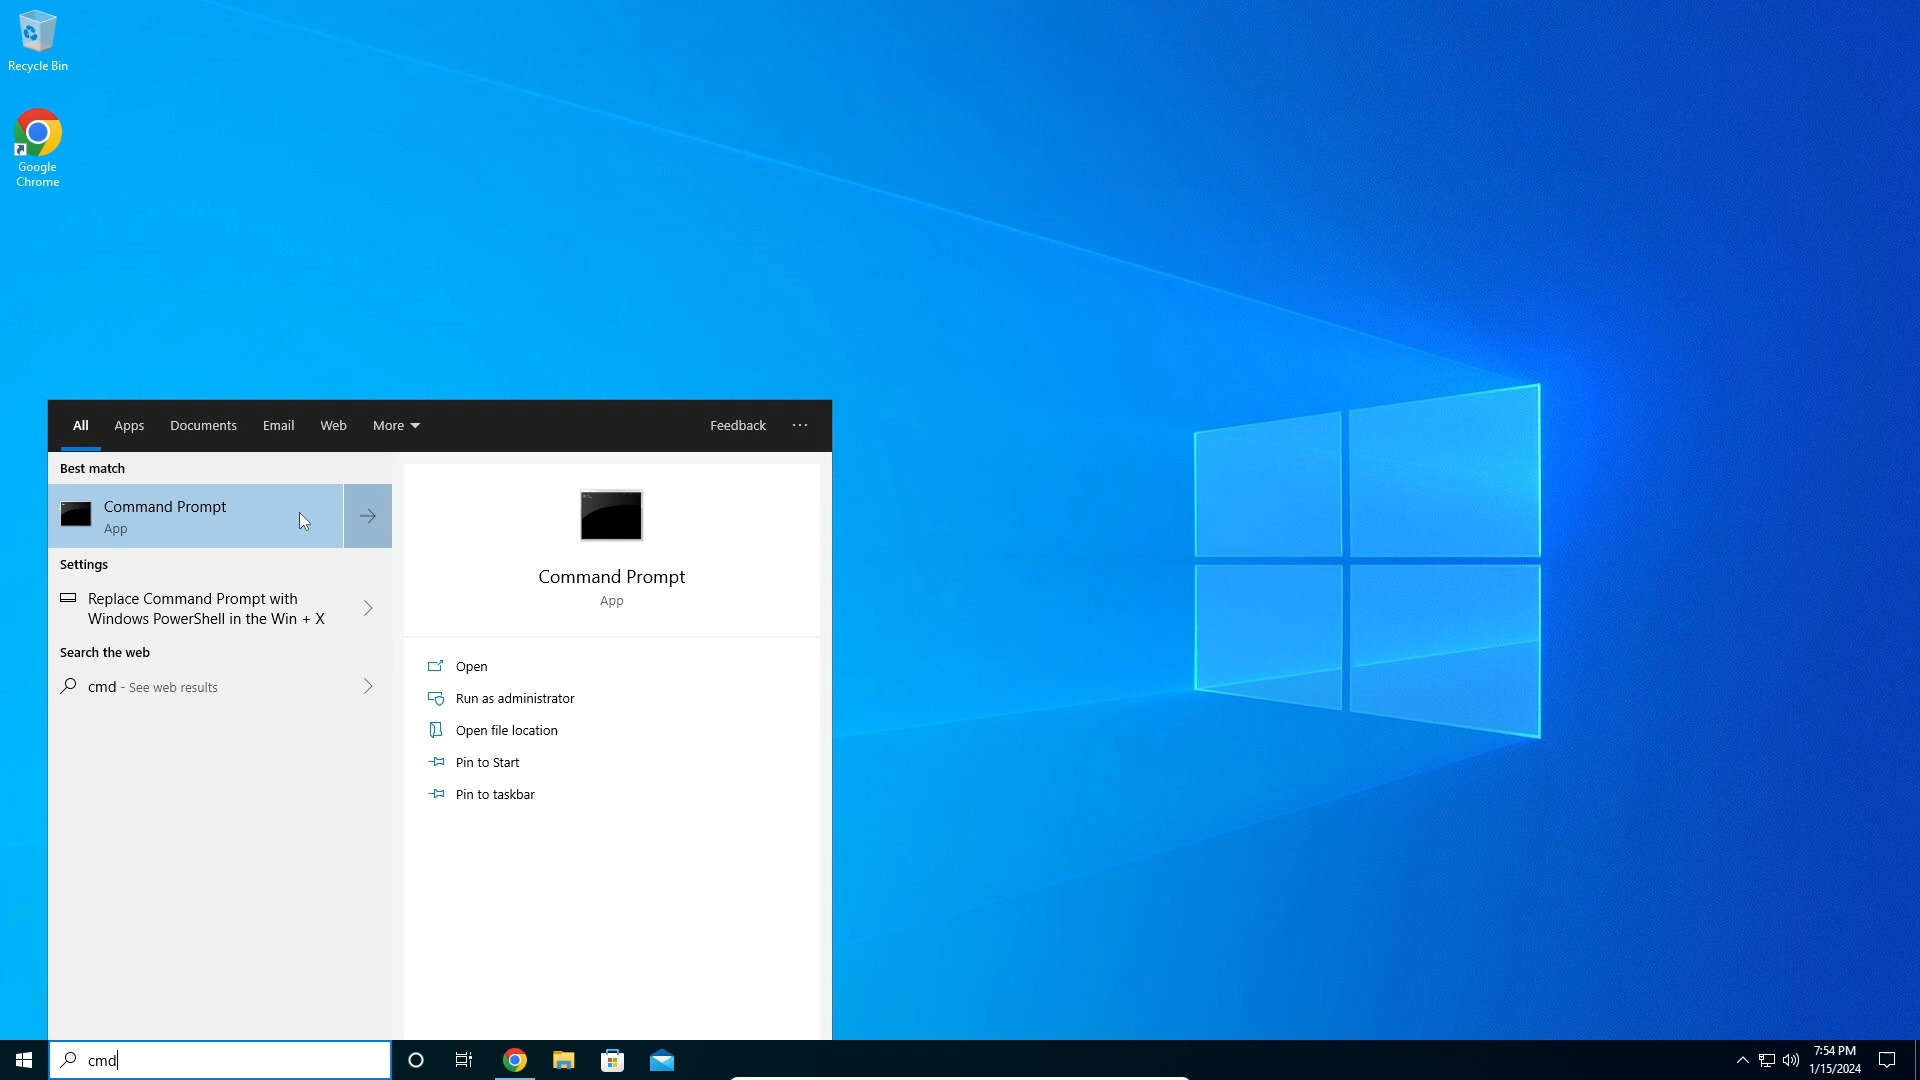 Recycle Bin
Google
Chrome
All Apps Documents Email Web More Feedback ...
Best match
Command Prompt
App
Settings
Replace Command Prompt with
Windows PowerShell in the Win + X
Search the web
cmd - See web results
Command Prompt
App
Open
Run as administrator
Open file location
Pin to Start
Pin to taskbar
cmd
7:54 PM
1/15/2024